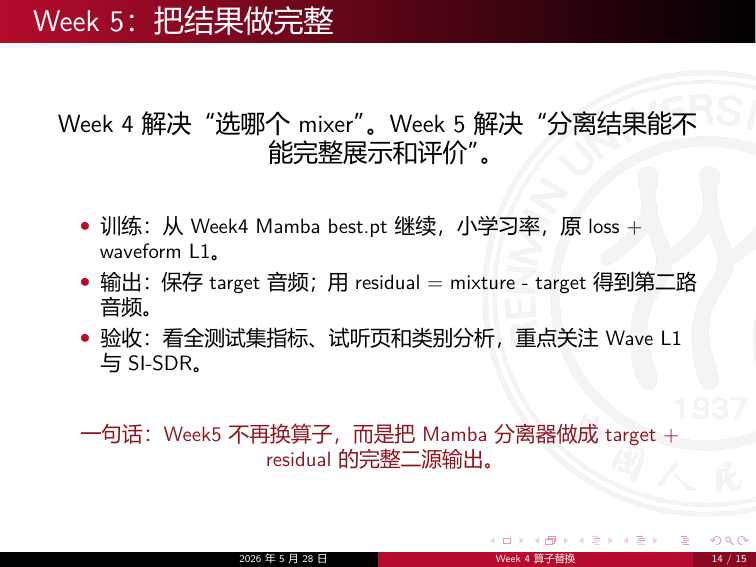 Week 5：把结果做完整
Week 4 解决“选哪个 mixer”。Week 5 解决“分离结果能不
能完整展示和评价”。
• 训练：从 Week4 Mamba best.pt 继续，小学习率，原 loss +
waveform L1。
• 输出：保存 target 音频；用 residual = mixture - target 得到第二路
音频。
• 验收：看全测试集指标、试听页和类别分析，重点关注 Wave L1
与 SI-SDR。
一句话：Week5 不再换算子，而是把 Mamba 分离器做成 target +
residual 的完整二源输出。
1937
2026 年 5 月 28 日
Week 4 算子替换
14 / 15